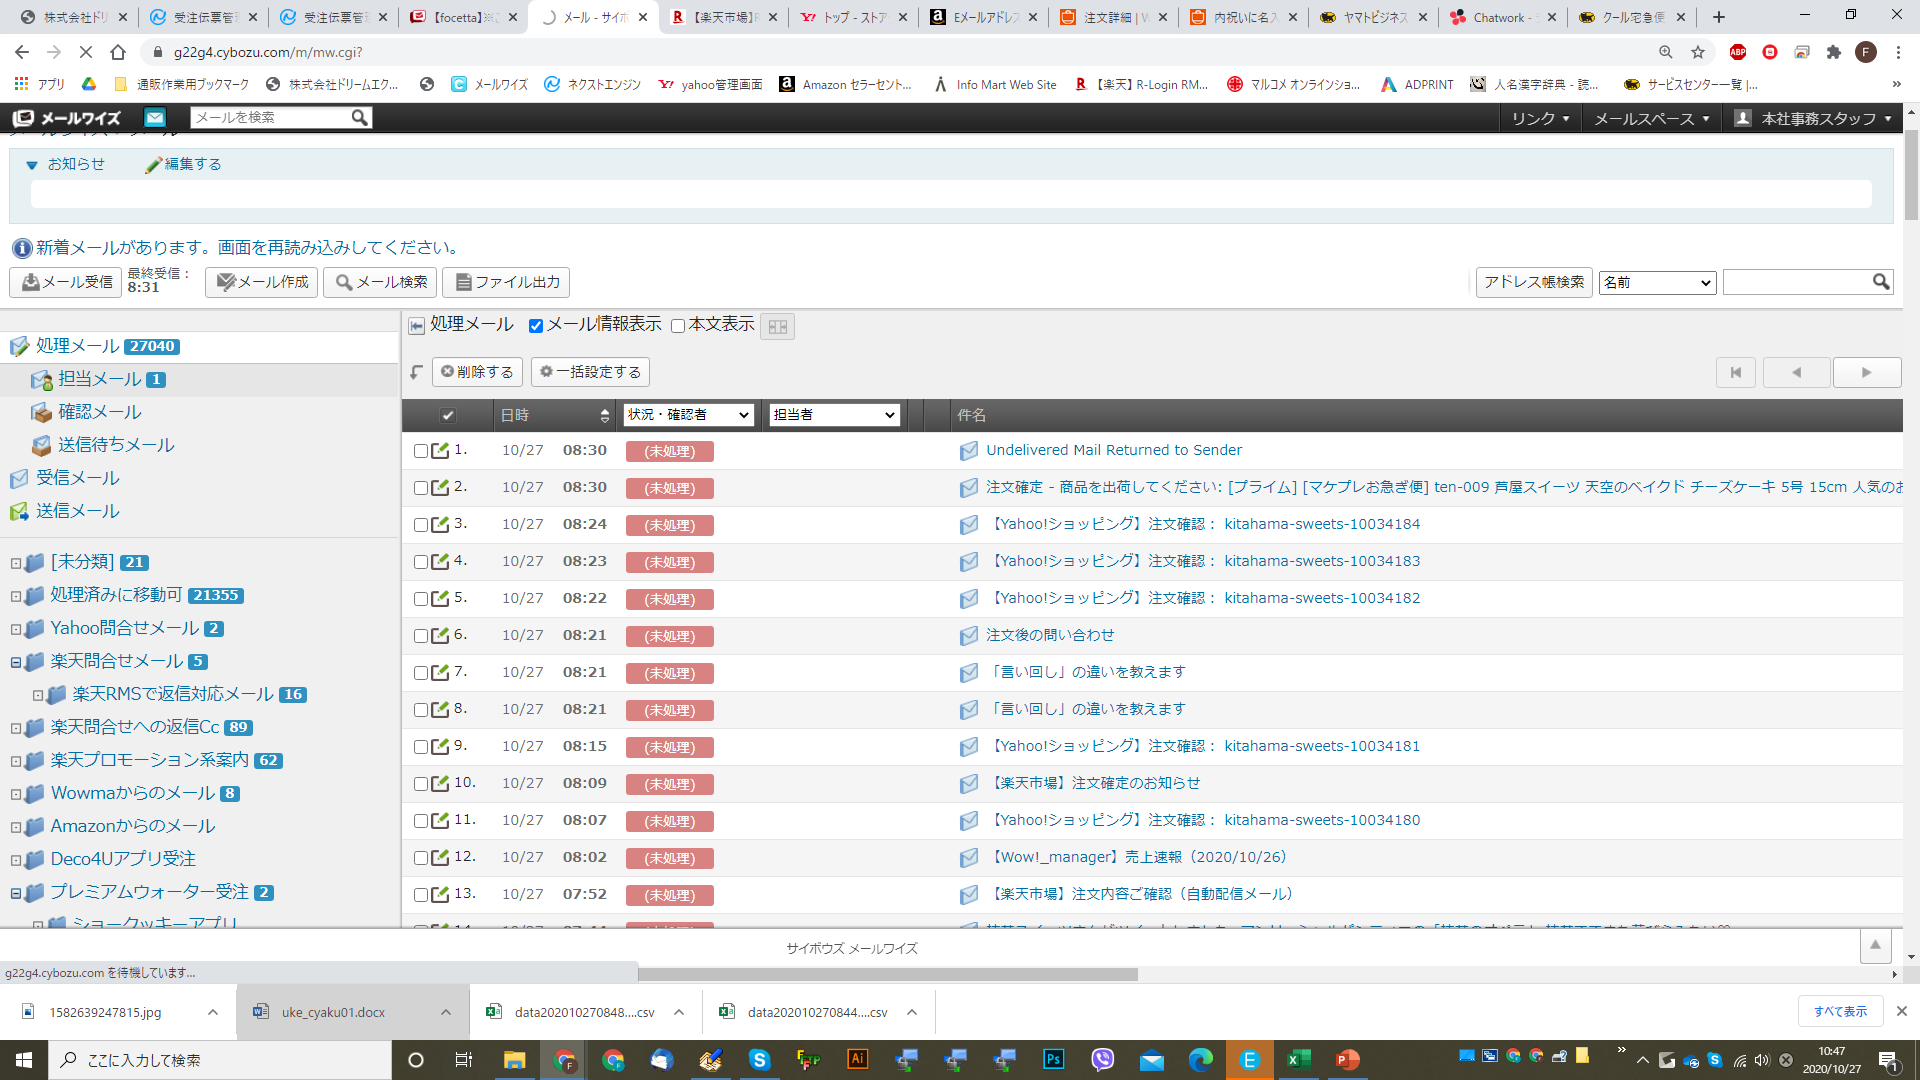 株式会社ドリ
受注伝票管理
受注伝票管理
【focetta】※ご
メール - サイボ
【楽天市場】R
トップ - ストア
Eメールアドレス
注文詳細 | W
内祝いに名入
ヤマトビジネス
Chatwork -
クール宅急便
g22g4.cybozu.com/m/mw.cgi?
アプリ
通販作業用ブックマーク
株式会社ドリームエク...
メールワイズ
ネクストエンジン
yahoo管理画面
Amazon セラーセント...
Info Mart Web Site
【楽天】R-Login RM...
マルコメ オンラインショ...
ADPRINT
人名漢字辞典 - 読...
サービスセンター一覧 |...
メールワイズ
メールを検索
リンク
メールスペース
本社事務スタッフ
お知らせ
編集する
新着メールがあります。画面を再読み込みしてください。
メール受信
最終受信：
8:31
メール作成
メール検索
ファイル出力
アドレス帳検索
名前
処理メール 27040
担当メール 1
確認メール
送信待ちメール
受信メール
送信メール
[未分類] 21
処理済みに移動可 21355
Yahoo問合せメール 2
楽天問合せメール 5
楽天RMSで返信対応メール 16
楽天問合せへの返信Cc 89
楽天プロモーション系案内 62
Wowmaからのメール 8
Amazonからのメール
Deco4Uアプリ受注
プレミアムウォーター受注 2
ショークッキーアプリ
処理メール
メール情報表示
本文表示
削除する
一括設定する
日時
状況・確認者
担当者
件名
1. 10/27 08:30 (未処理) Undelivered Mail Returned to Sender
2. 10/27 08:30 (未処理) 注文確定 - 商品を出荷してください: [プライム] [マケプレお急ぎ便] ten-009 芦屋スイーツ 天空のベイクド チーズケーキ 5号 15cm 人気のお
3. 10/27 08:24 (未処理) 【Yahoo!ショッピング】注文確認： kitahama-sweets-10034184
4. 10/27 08:23 (未処理) 【Yahoo!ショッピング】注文確認： kitahama-sweets-10034183
5. 10/27 08:22 (未処理) 【Yahoo!ショッピング】注文確認： kitahama-sweets-10034182
6. 10/27 08:21 (未処理) 注文後の問い合わせ
7. 10/27 08:21 (未処理) 「言い回し」の違いを教えます
8. 10/27 08:21 (未処理) 「言い回し」の違いを教えます
9. 10/27 08:15 (未処理) 【Yahoo!ショッピング】注文確認： kitahama-sweets-10034181
10. 10/27 08:09 (未処理) 【楽天市場】注文確定のお知らせ
11. 10/27 08:07 (未処理) 【Yahoo!ショッピング】注文確認： kitahama-sweets-10034180
12. 10/27 08:02 (未処理) 【Wow!_manager】売上速報（2020/10/26）
13. 10/27 07:52 (未処理) 【楽天市場】注文内容ご確認（自動配信メール）
サイボウズ メールワイズ
g22g4.cybozu.com を待機しています...
1582639247815.jpg
uke_cyaku01.docx
data202010270848....csv
data202010270844....csv
すべて表示
ここに入力して検索
10:47
2020/10/27